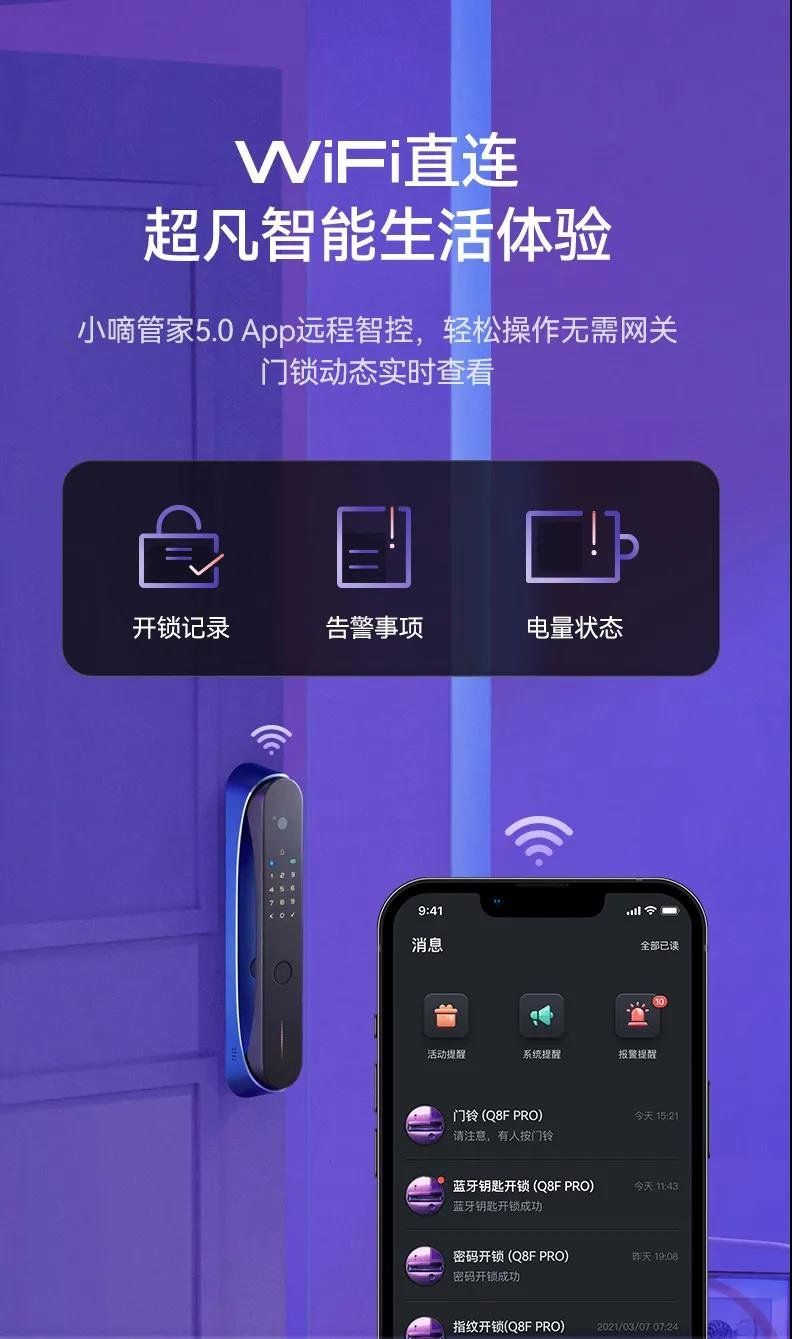 WiFi直连
超凡智能生活体验
小嘀管家5.0 App远程智控，轻松操作无需网关
门锁动态实时查看
开锁记录
告警事项
电量状态
1 2 3
4 5 6
7 8 9
< 0 ✓
9:41
消息
全部已读
10
活动提醒
系统提醒
报警提醒
门铃 (Q8F PRO)
今天 15:21
请注意，有人按门铃
蓝牙钥匙开锁 (Q8F PRO)
今天 11:43
蓝牙钥匙开锁成功
密码开锁 (Q8F PRO)
昨天 19:08
密码开锁成功
指纹开锁(Q8F PRO)
2021/03/07 07:24